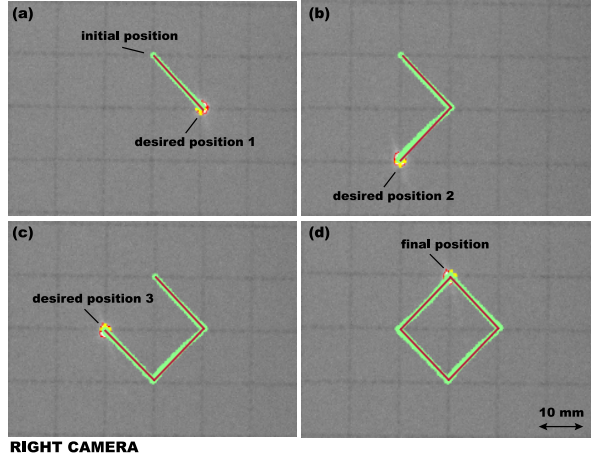 (a)
initial position
desired position 1
(b)
desired position 2
(c)
desired position 3
(d)
final position
10 mm
RIGHT CAMERA